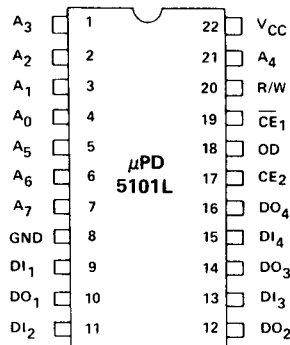 A3 1 22 VCC
A2 2 21 A4
A1 3 20 R/W
A0 4 19 CE1
A5 5 18 OD
μPD
5101L
A6 6 17 CE2
A7 7 16 DO4
GND 8 15 DI4
DI1 9 14 DO3
DO1 10 13 DI3
DI2 11 12 DO2